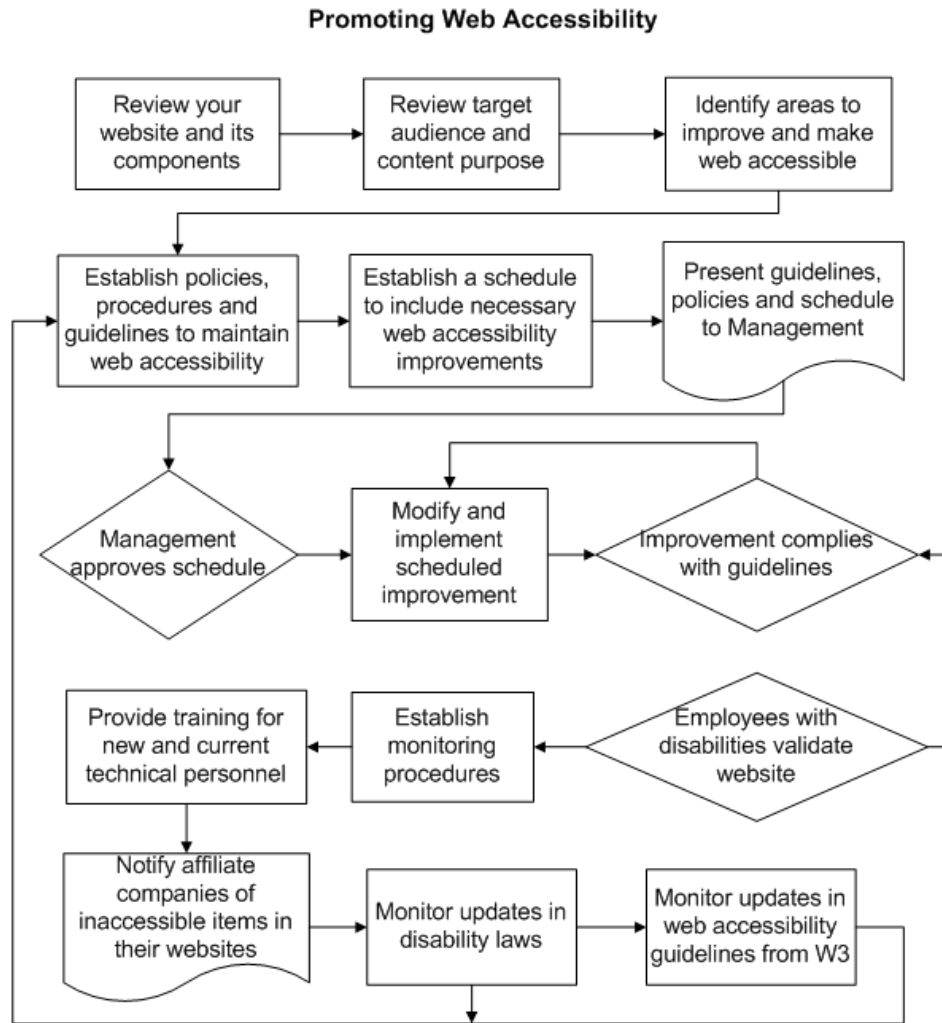 Promoting Web Accessibility
Review your
website and its
components
Review target
audience and
content purpose
Identify areas to
improve and make
web accessible
Establish policies,
procedures and
guidelines to maintain
web accessibility
Establish a schedule
to include necessary
web accessibility
improvements
Present guidelines,
policies and schedule
to Management
Management
approves schedule
Modify and
implement
scheduled
improvement
Improvement complies
with guidelines
Provide training for
new and current
technical personnel
Establish
monitoring
procedures
Employees with
disabilities validate
website
Notify affiliate
companies of
inaccessible items in
their websites
Monitor updates in
disability laws
Monitor updates in
web accessibility
guidelines from W3